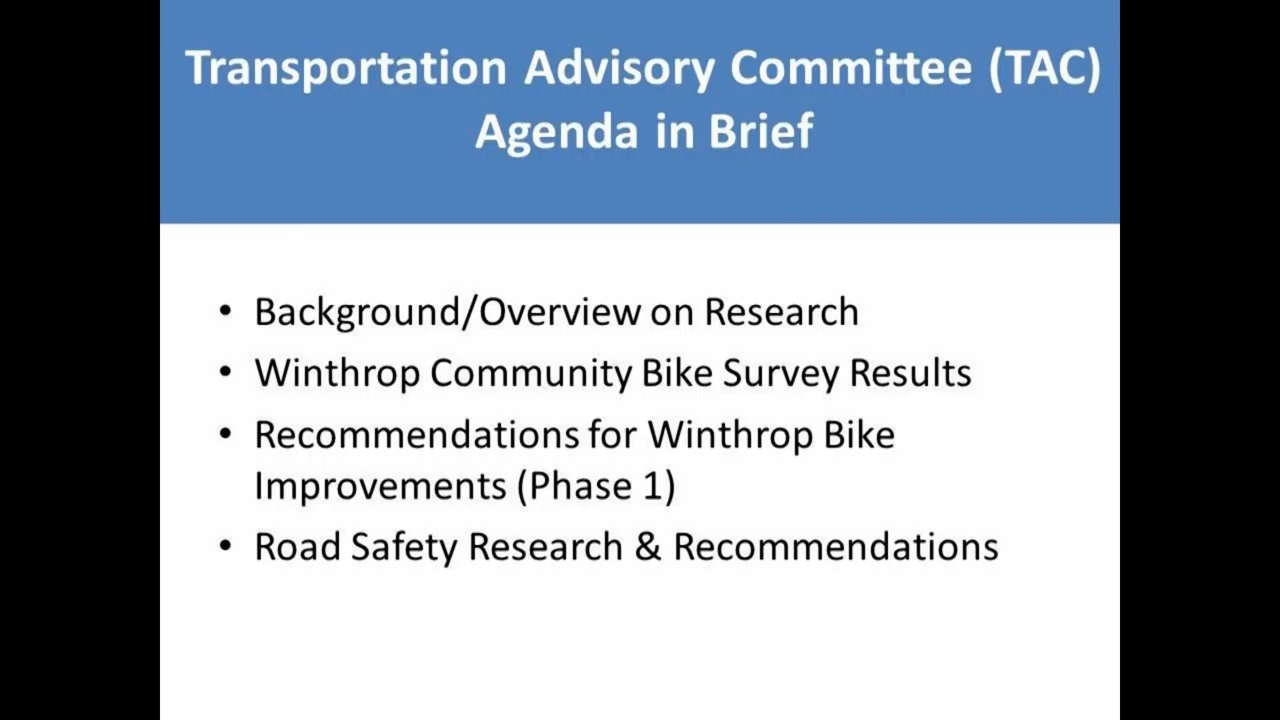 Transportation Advisory Committee (TAC)
Agenda in Brief
• Background/Overview on Research
• Winthrop Community Bike Survey Results
• Recommendations for Winthrop Bike
Improvements (Phase 1)
• Road Safety Research & Recommendations